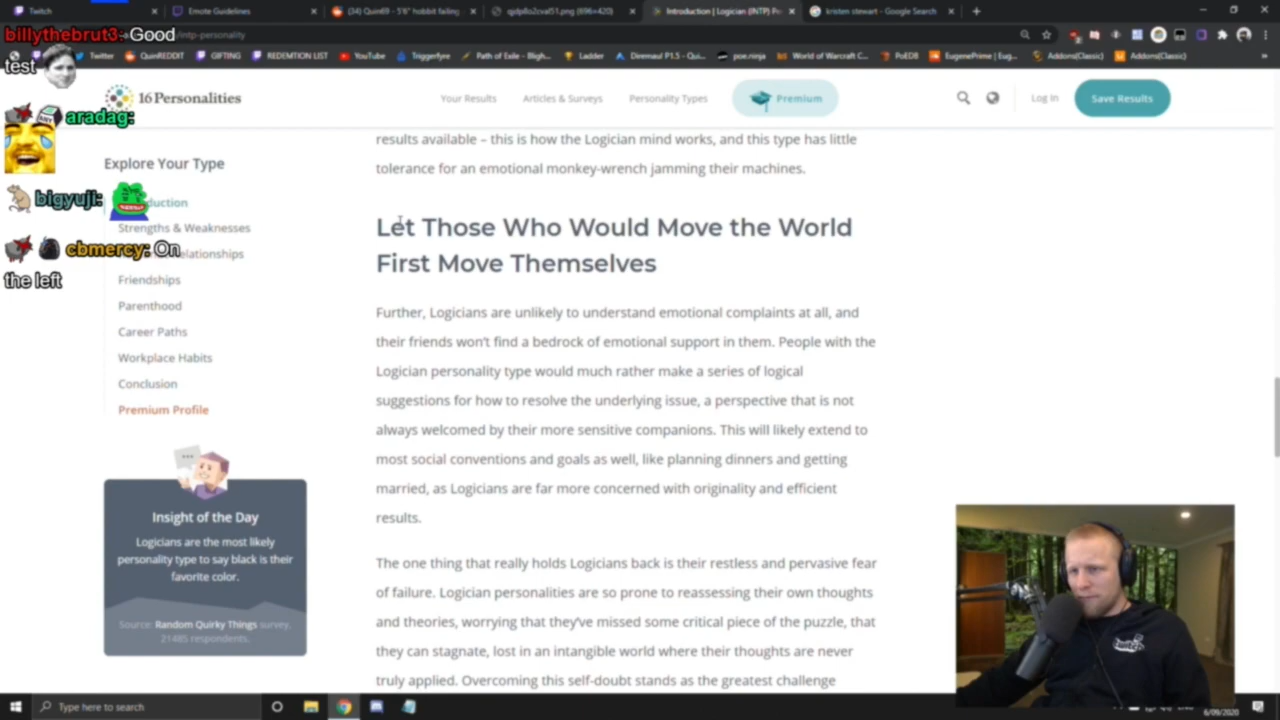 Twitch
Emote Guidelines
(34) Quin69 - 5'6" hobbit failing
(696×420)
Introduction | Logician (INTP) Pe
kristen stewart - Google Search
intp-personality
Twitter
QuinREDDIT
GIFTING
REDEMTION LIST
YouTube
Triggerfyre
Path of Exile - Bligh...
Ladder
Diremaul P1.5 - Qui...
poe.ninja
World of Warcraft C...
PoEDB
EugenePrime | Eug...
Addons(Classic)
Addons(Classic)
billythebrut3: Good
test
aradag:
bigyuji:
cbmercy: On
the left
16Personalities
Your Results
Articles & Surveys
Personality Types
Premium
Log In
Save Results
Explore Your Type
duction
Strengths & Weaknesses
elationships
Friendships
Parenthood
Career Paths
Workplace Habits
Conclusion
Premium Profile
Insight of the Day
Logicians are the most likely
personality type to say black is their
favorite color.
Source: Random Quirky Things survey,
21485 respondents.
results available – this is how the Logician mind works, and this type has little
tolerance for an emotional monkey-wrench jamming their machines.
Let Those Who Would Move the World
First Move Themselves
Further, Logicians are unlikely to understand emotional complaints at all, and
their friends won't find a bedrock of emotional support in them. People with the
Logician personality type would much rather make a series of logical
suggestions for how to resolve the underlying issue, a perspective that is not
always welcomed by their more sensitive companions. This will likely extend to
most social conventions and goals as well, like planning dinners and getting
married, as Logicians are far more concerned with originality and efficient
results.
The one thing that really holds Logicians back is their restless and pervasive fear
of failure. Logician personalities are so prone to reassessing their own thoughts
and theories, worrying that they've missed some critical piece of the puzzle, that
they can stagnate, lost in an intangible world where their thoughts are never
truly applied. Overcoming this self-doubt stands as the greatest challenge
Type here to search
6/09/2020